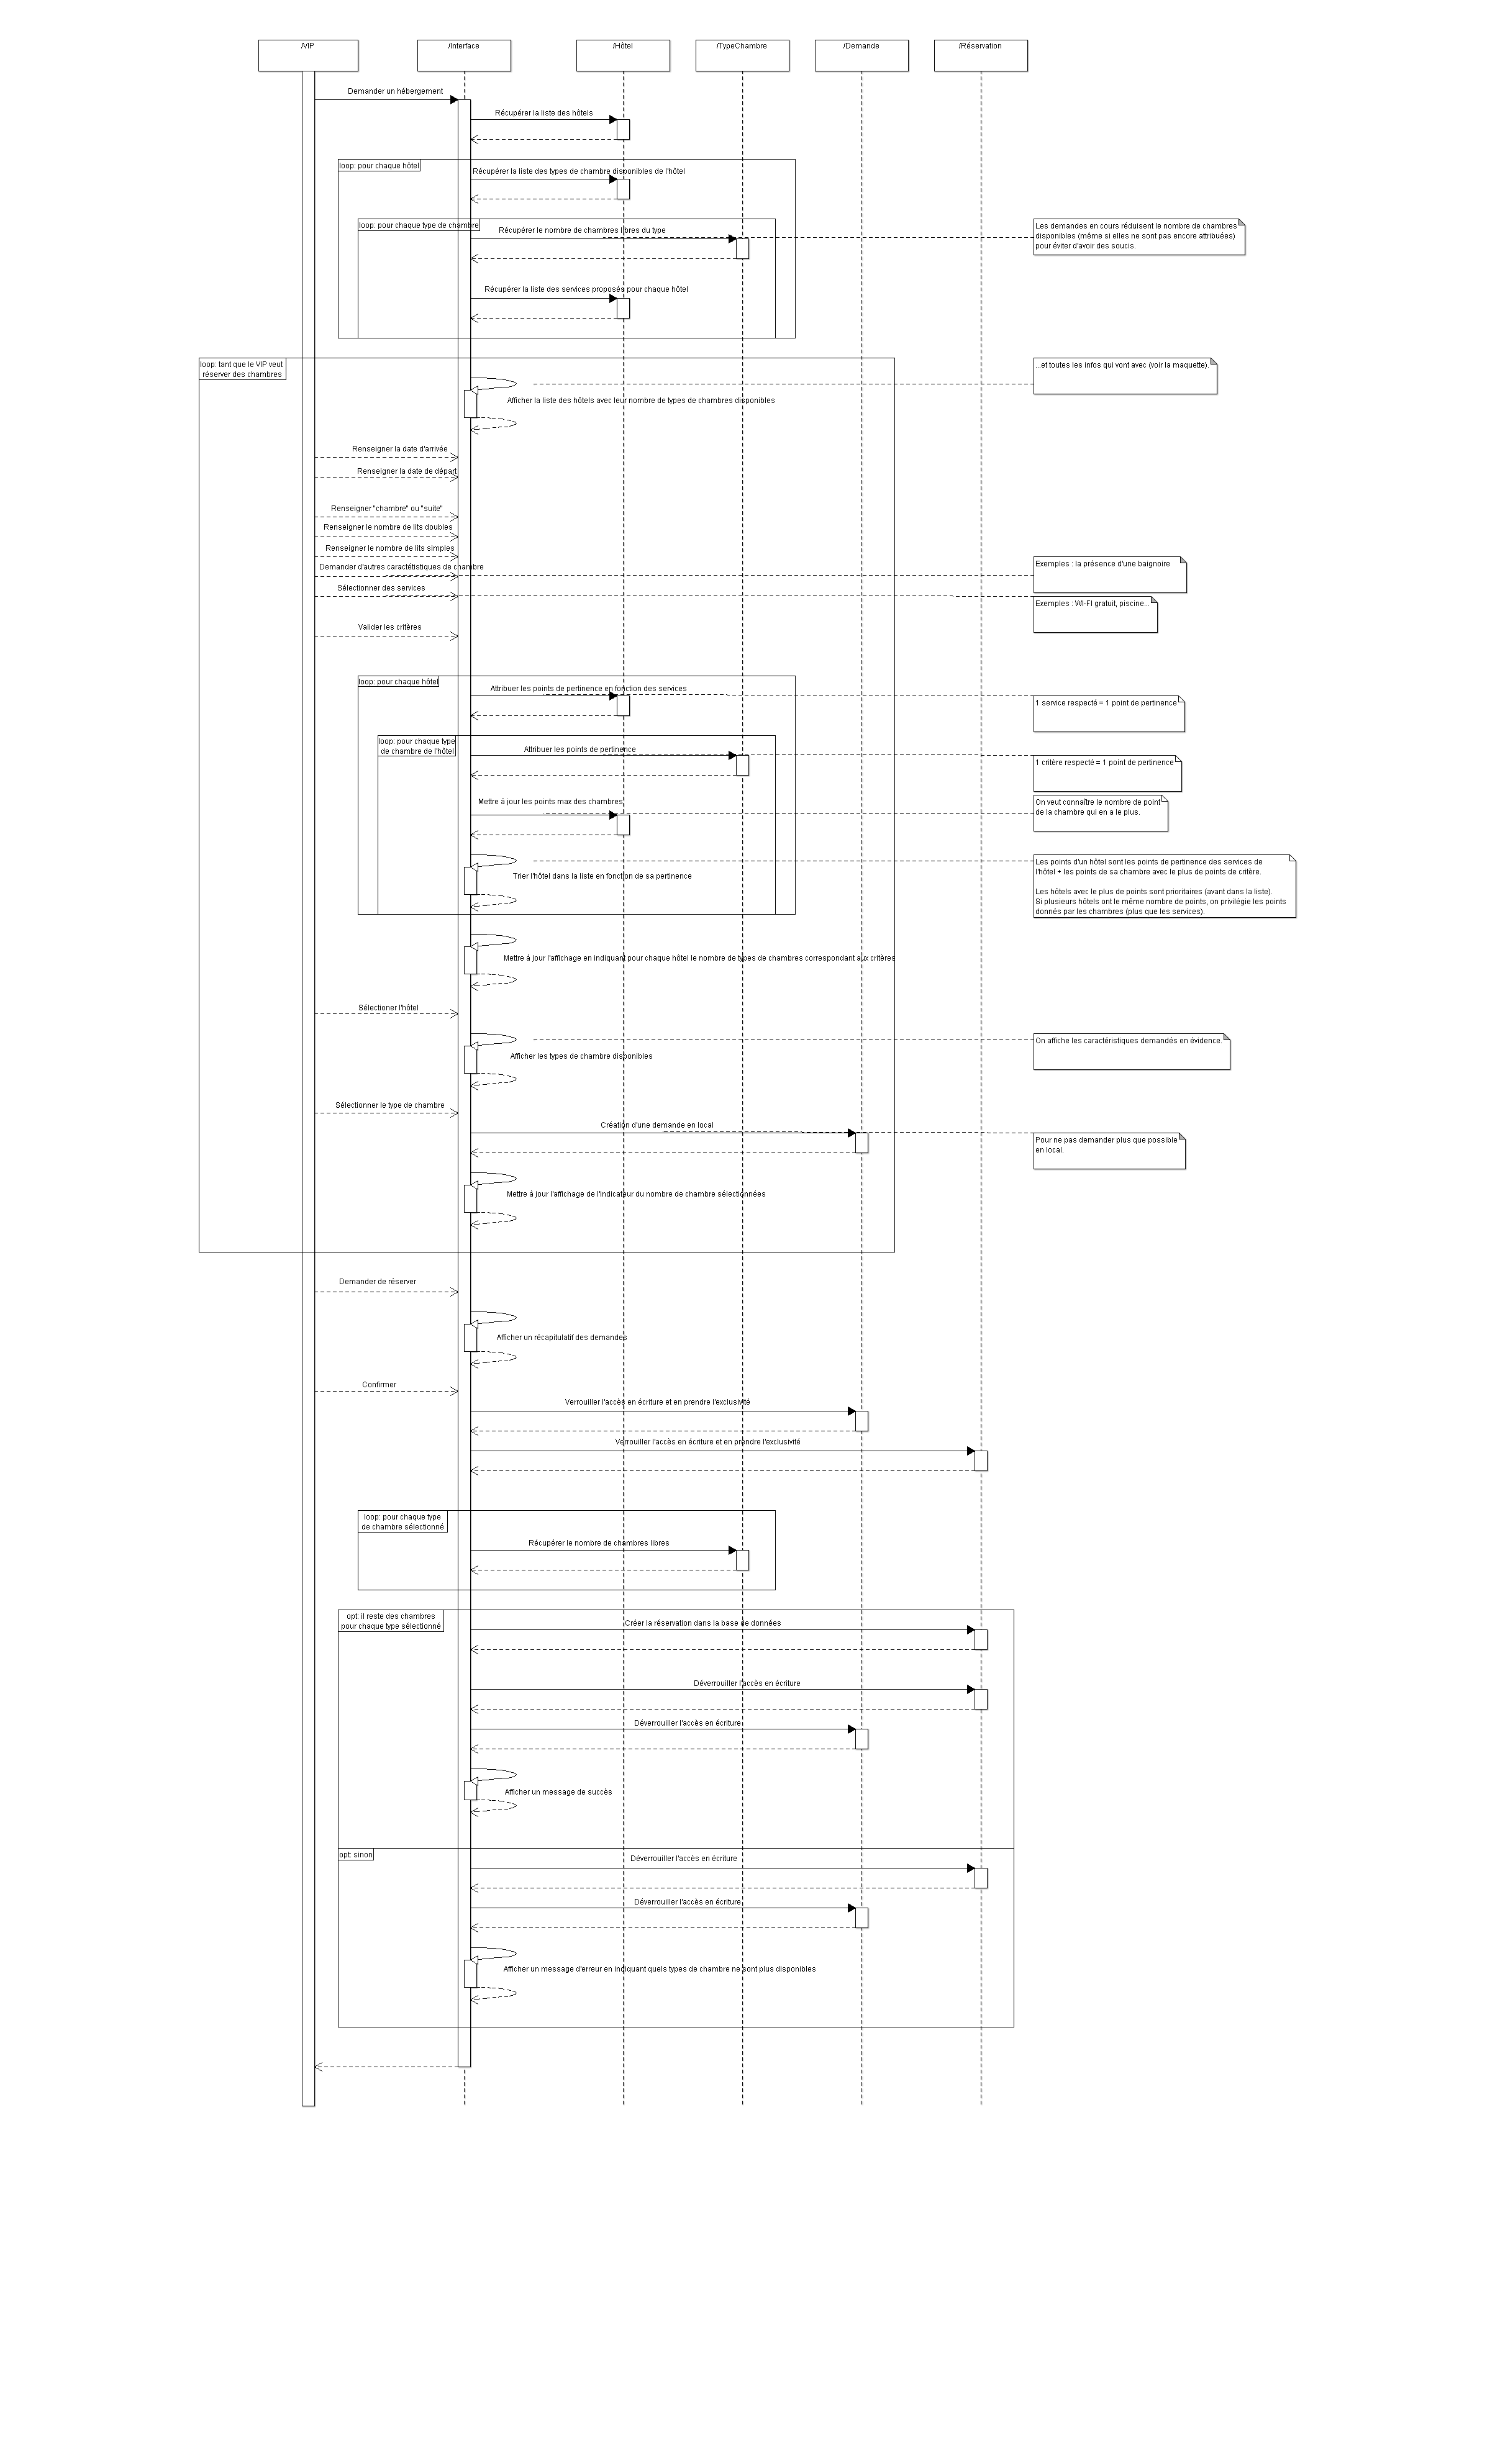 /VIP
/Interface
/Hôtel
/TypeChambre
/Demande
/Réservation
Demander un hébergement
Récupérer la liste des hôtels
loop: pour chaque hôtel
Récupérer la liste des types de chambre disponibles de l'hôtel
loop: pour chaque type de chambre
Récupérer le nombre de chambres libres du type
Les demandes en cours réduisent le nombre de chambres
disponibles (même si elles ne sont pas encore attribuées)
pour éviter d'avoir des soucis.
Récupérer la liste des services proposés pour chaque hôtel
loop: tant que le VIP veut
réserver des chambres
...et toutes les infos qui vont avec (voir la maquette).
Afficher la liste des hôtels avec leur nombre de types de chambres disponibles
Renseigner la date d'arrivée
Renseigner la date de départ
Renseigner "chambre" ou "suite"
Renseigner le nombre de lits doubles
Renseigner le nombre de lits simples
Demander d'autres caractétistiques de chambre
Exemples : la présence d'une baignoire
Sélectionner des services
Exemples : WI-FI gratuit, piscine...
Valider les critères
loop: pour chaque hôtel
Attribuer les points de pertinence en fonction des services
1 service respecté = 1 point de pertinence
loop: pour chaque type
de chambre de l'hôtel
Attribuer les points de pertinence
1 critère respecté = 1 point de pertinence
Mettre à jour les points max des chambres
On veut connaître le nombre de point
de la chambre qui en a le plus.
Trier l'hôtel dans la liste en fonction de sa pertinence
Les points d'un hôtel sont les points de pertinence des services de
l'hôtel + les points de sa chambre avec le plus de points de critère.
Les hôtels avec le plus de points sont prioritaires (avant dans la liste).
Si plusieurs hôtels ont le même nombre de points, on privilégie les points
donnés par les chambres (plus que les services).
Mettre à jour l'affichage en indiquant pour chaque hôtel le nombre de types de chambres correspondant aux critères
Sélectioner l'hôtel
On affiche les caractéristiques demandés en évidence.
Afficher les types de chambre disponibles
Sélectionner le type de chambre
Création d'une demande en local
Pour ne pas demander plus que possible
en local.
Mettre à jour l'affichage de l'indicateur du nombre de chambre sélectionnées
Demander de réserver
Afficher un récapitulatif des demandes
Confirmer
Verrouiller l'accès en écriture et en prendre l'exclusivité
Verrouiller l'accès en écriture et en prendre l'exclusivité
loop: pour chaque type
de chambre sélectionné
Récupérer le nombre de chambres libres
opt: il reste des chambres
pour chaque type sélectionné
Créer la réservation dans la base de données
Déverrouiller l'accès en écriture
Déverrouiller l'accès en écriture
Afficher un message de succès
opt: sinon
Déverrouiller l'accès en écriture
Déverrouiller l'accès en écriture
Afficher un message d'erreur en indiquant quels types de chambre ne sont plus disponibles